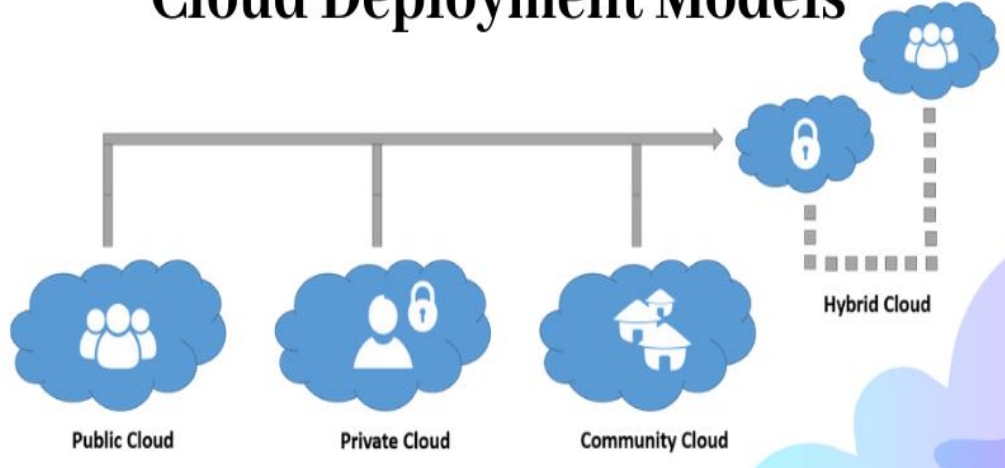 Cloud Deployment Models
Hybrid Cloud
Public Cloud
Private Cloud
Community Cloud